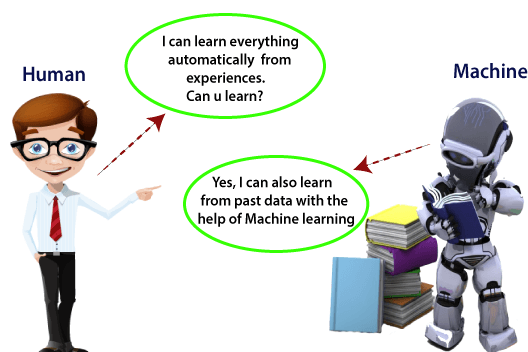 Human
I can learn everything
automatically from
experiences.
Can u learn?
Machine
Yes, I can also learn
from past data with the
help of Machine learning